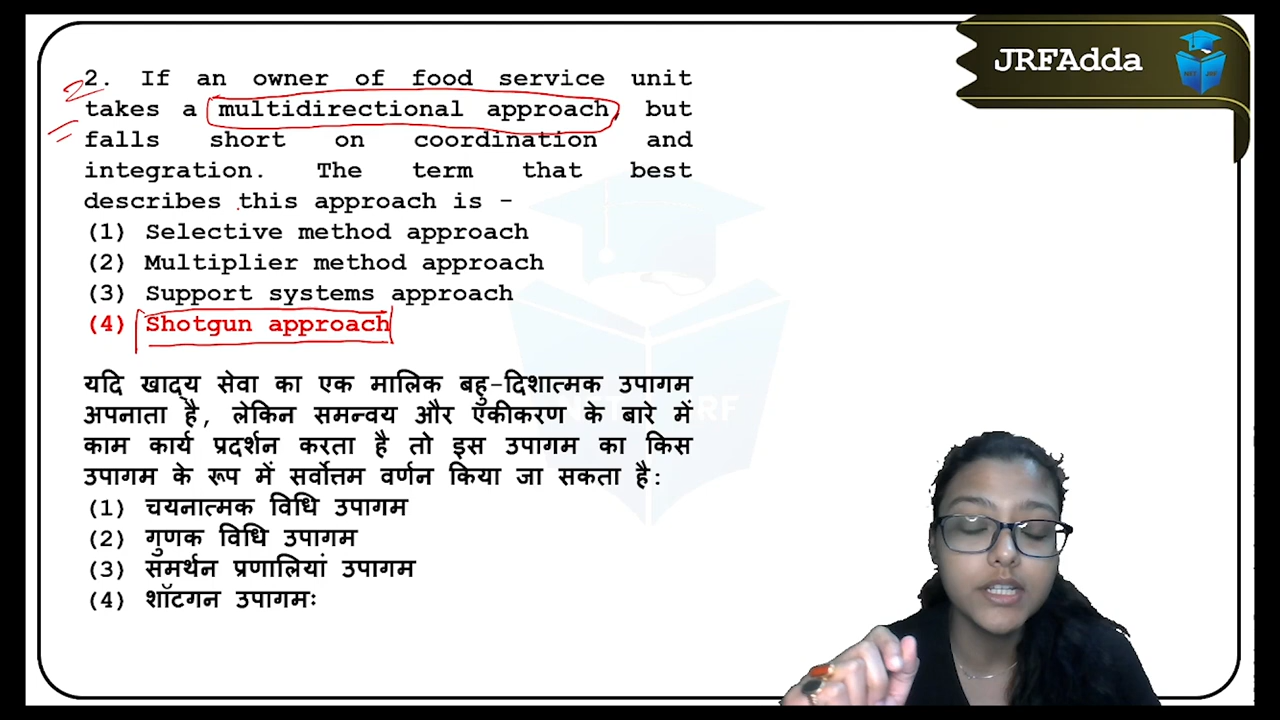 JRFAdda
2. If an owner of food service unit
takes a multidirectional approach, but
falls short on coordination and
integration. The term that best
describes this approach is -
(1) Selective method approach
(2) Multiplier method approach
(3) Support systems approach
(4) Shotgun approach
यदि खाद्य सेवा का एक मालिक बहु-दिशात्मक उपागम
अपनाता है, लेकिन समन्वय और एकीकरण के बारे में
काम कार्य प्रदर्शन करता है तो इस उपागम का किस
उपागम के रूप में सर्वोत्तम वर्णन किया जा सकता है:
(1) चयनात्मक विधि उपागम
(2) गुणक विधि उपागम
(3) समर्थन प्रणालियां उपागम
(4) शॉटगन उपागमः